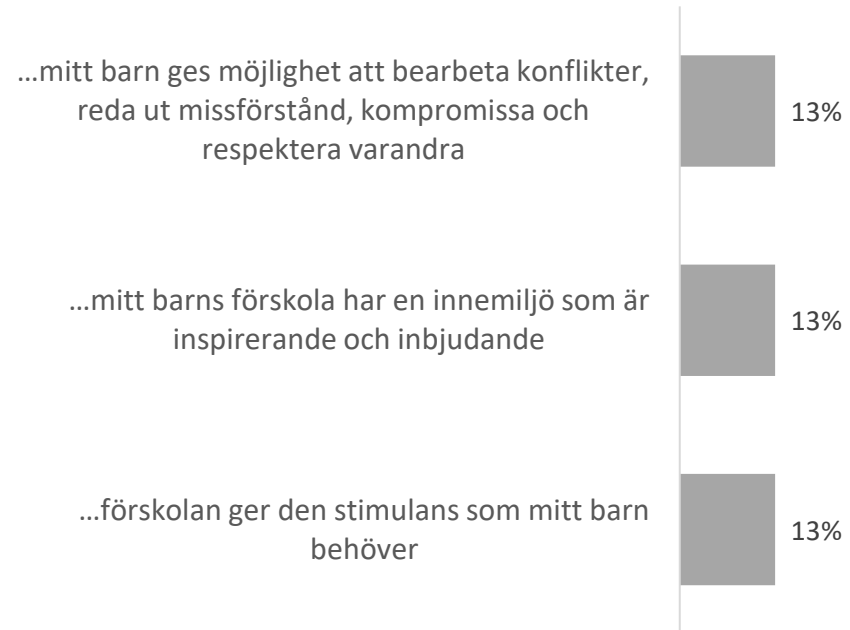 …mitt barn ges möjlighet att bearbeta konflikter,
reda ut missförstånd, kompromissa och
respektera varandra
13%
…mitt barns förskola har en innemiljö som är
inspirerande och inbjudande
13%
…förskolan ger den stimulans som mitt barn
behöver
13%